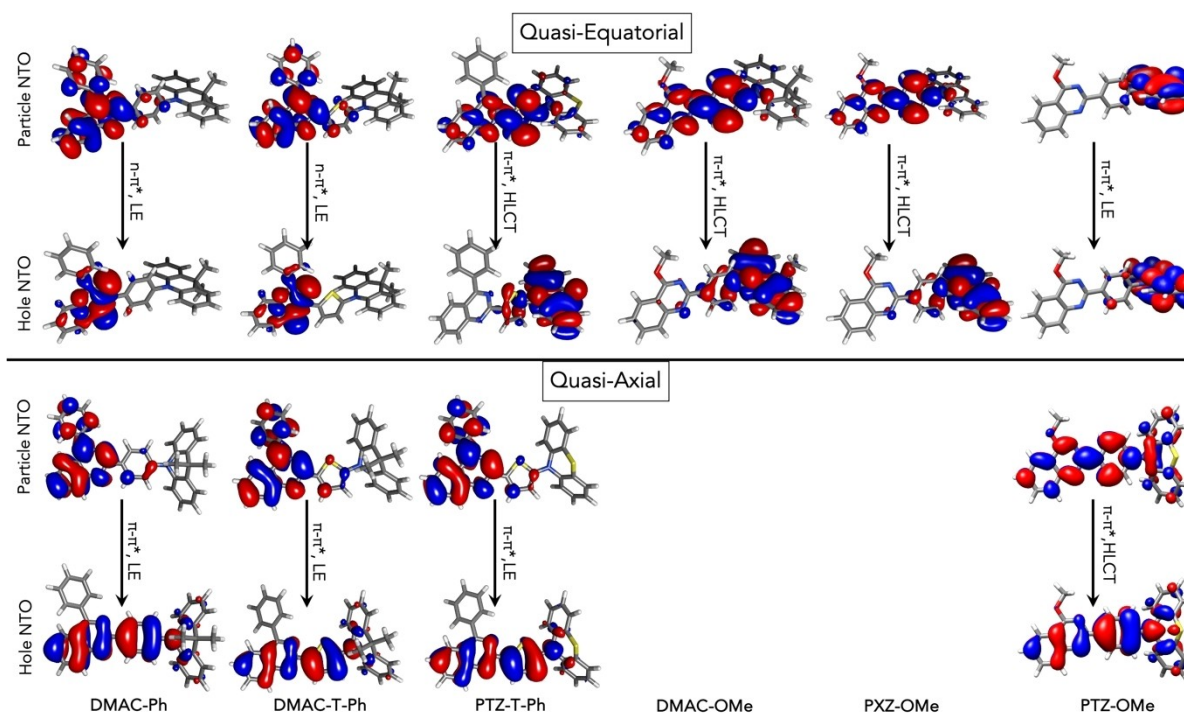 Quasi-Equatorial
Particle NTO
n-π*, LE
n-π*, LE
π-π*, HLCT
π-π*, HLCT
π-π*, HLCT
π-π*, LE
Hole NTO
Quasi-Axial
Particle NTO
π-π*, LE
π-π*, LE
π-π*,LE
π-π*,HLCT
Hole NTO
DMAC-Ph
DMAC-T-Ph
PTZ-T-Ph
DMAC-OMe
PXZ-OMe
PTZ-OMe